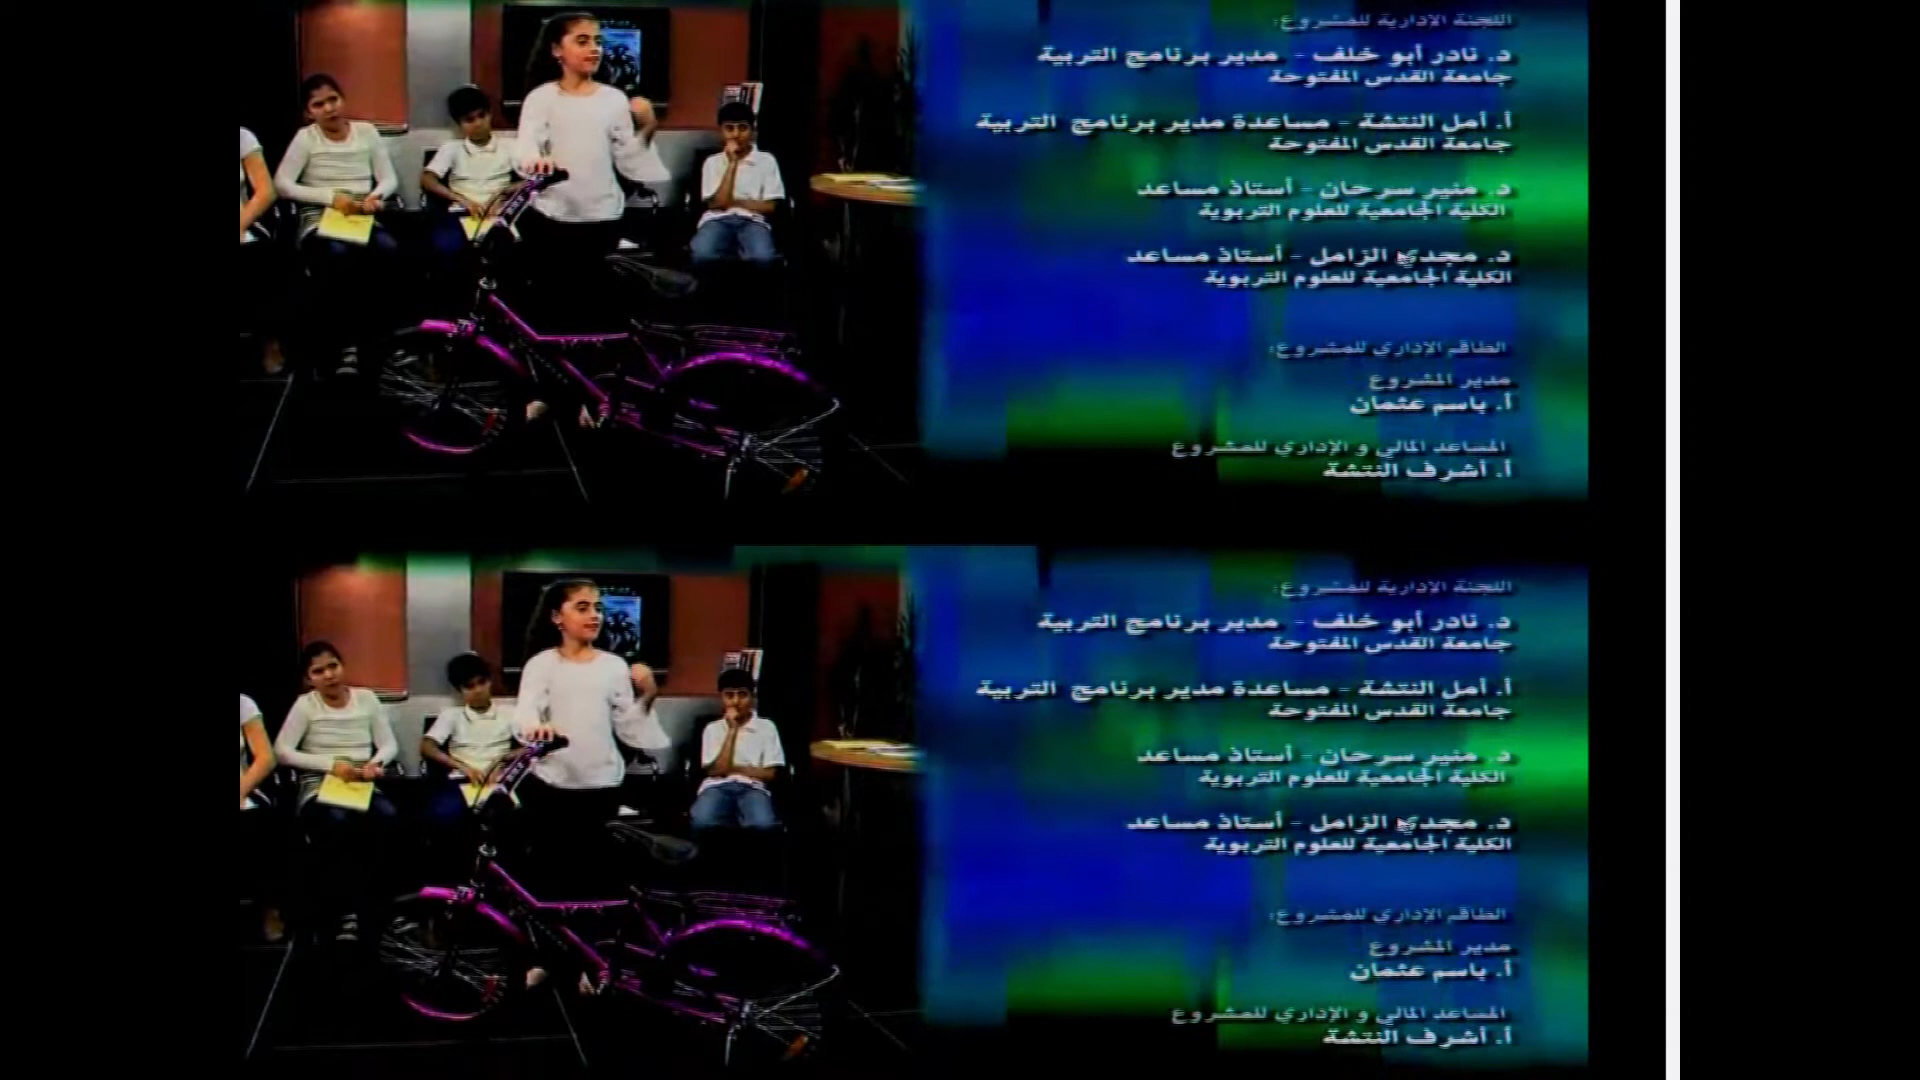 اللجنة الإدارية للمشروع:
د. نادر أبو خلف - مدير برنامج التربية
جامعة القدس المفتوحة
أ. أمل النتشة - مساعدة مدير برنامج التربية
جامعة القدس المفتوحة
د. منير سرحان - أستاذ مساعد
الكلية الجامعية للعلوم التربوية
د. مجدي الزامل - أستاذ مساعد
الكلية الجامعية للعلوم التربوية
الطاقم الإداري للمشروع:
مدير المشروع
أ. باسم عثمان
المساعد المالي و الإداري للمشروع
أ. أشرف النتشة
اللجنة الإدارية للمشروع:
د. نادر أبو خلف - مدير برنامج التربية
جامعة القدس المفتوحة
أ. أمل النتشة - مساعدة مدير برنامج التربية
جامعة القدس المفتوحة
د. منير سرحان - أستاذ مساعد
الكلية الجامعية للعلوم التربوية
د. مجدي الزامل - أستاذ مساعد
الكلية الجامعية للعلوم التربوية
الطاقم الإداري للمشروع:
مدير المشروع
أ. باسم عثمان
المساعد المالي و الإداري للمشروع
أ. أشرف النتشة